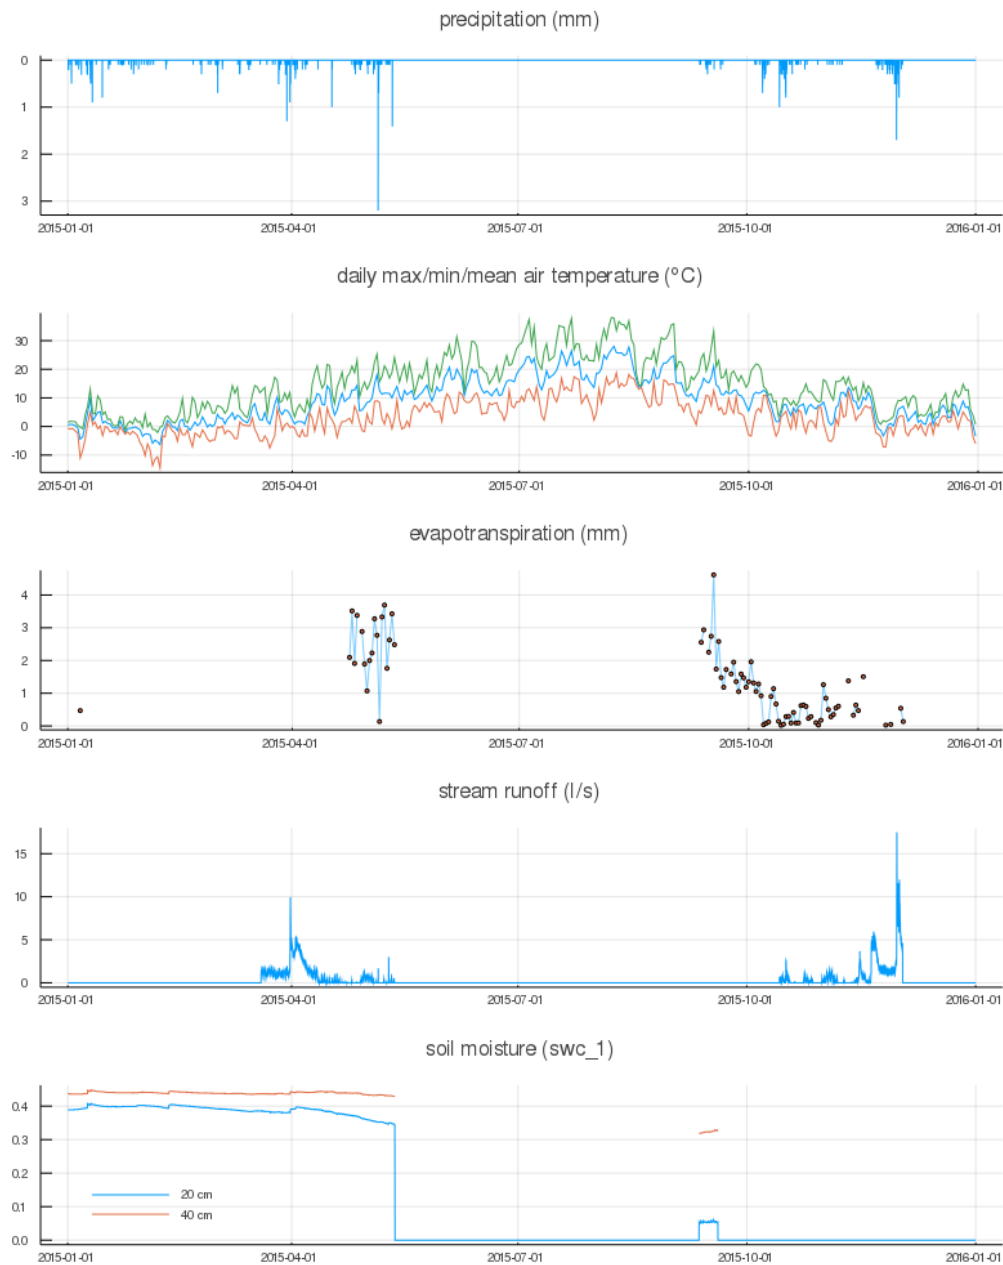 precipitation (mm)
0
1
2
3
2015-01-01 2015-04-01 2015-07-01 2015-10-01 2016-01-01
daily max/min/mean air temperature (ºC)
30
20
10
0
-10
2015-01-01 2015-04-01 2015-07-01 2015-10-01 2016-01-01
evapotranspiration (mm)
4
3
2
1
0
2015-01-01 2015-04-01 2015-07-01 2015-10-01 2016-01-01
stream runoff (l/s)
15
10
5
0
2015-01-01 2015-04-01 2015-07-01 2015-10-01 2016-01-01
soil moisture (swc_1)
0.4
0.3
0.2
0.1
0.0
20 cm
40 cm
2015-01-01 2015-04-01 2015-07-01 2015-10-01 2016-01-01